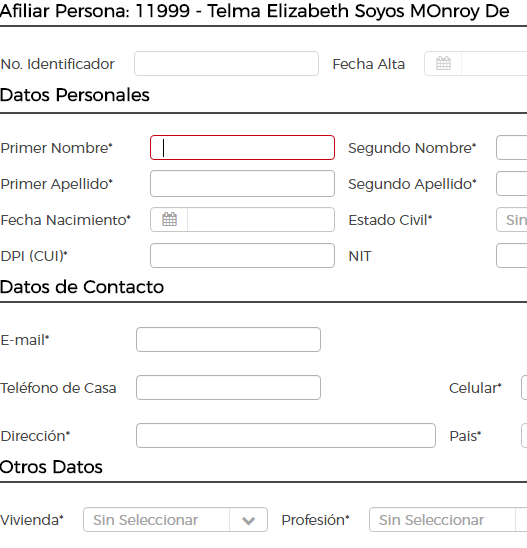 Afiliar Persona: 11999 - Telma Elizabeth Soyos MOnroy De
No. Identificador Fecha Alta
Datos Personales
Primer Nombre* Segundo Nombre*
Primer Apellido* Segundo Apellido*
Fecha Nacimiento* Estado Civil* Sin
DPI (CUI)* NIT
Datos de Contacto
E-mail*
Teléfono de Casa Celular*
Dirección* Pais*
Otros Datos
Vivienda* Sin Seleccionar Profesión* Sin Seleccionar